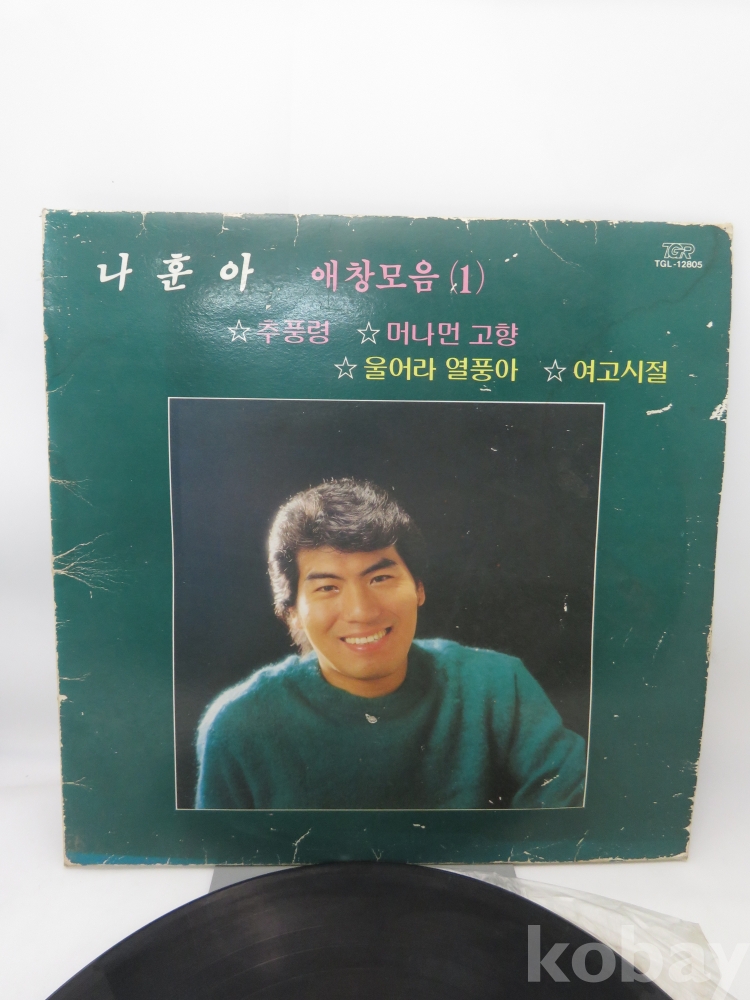 TGR
TGL-12805
나 훈 아 애창모음 (1)
☆추풍령 ☆머나먼 고향
☆울어라 열풍아 ☆여고시절
kobay